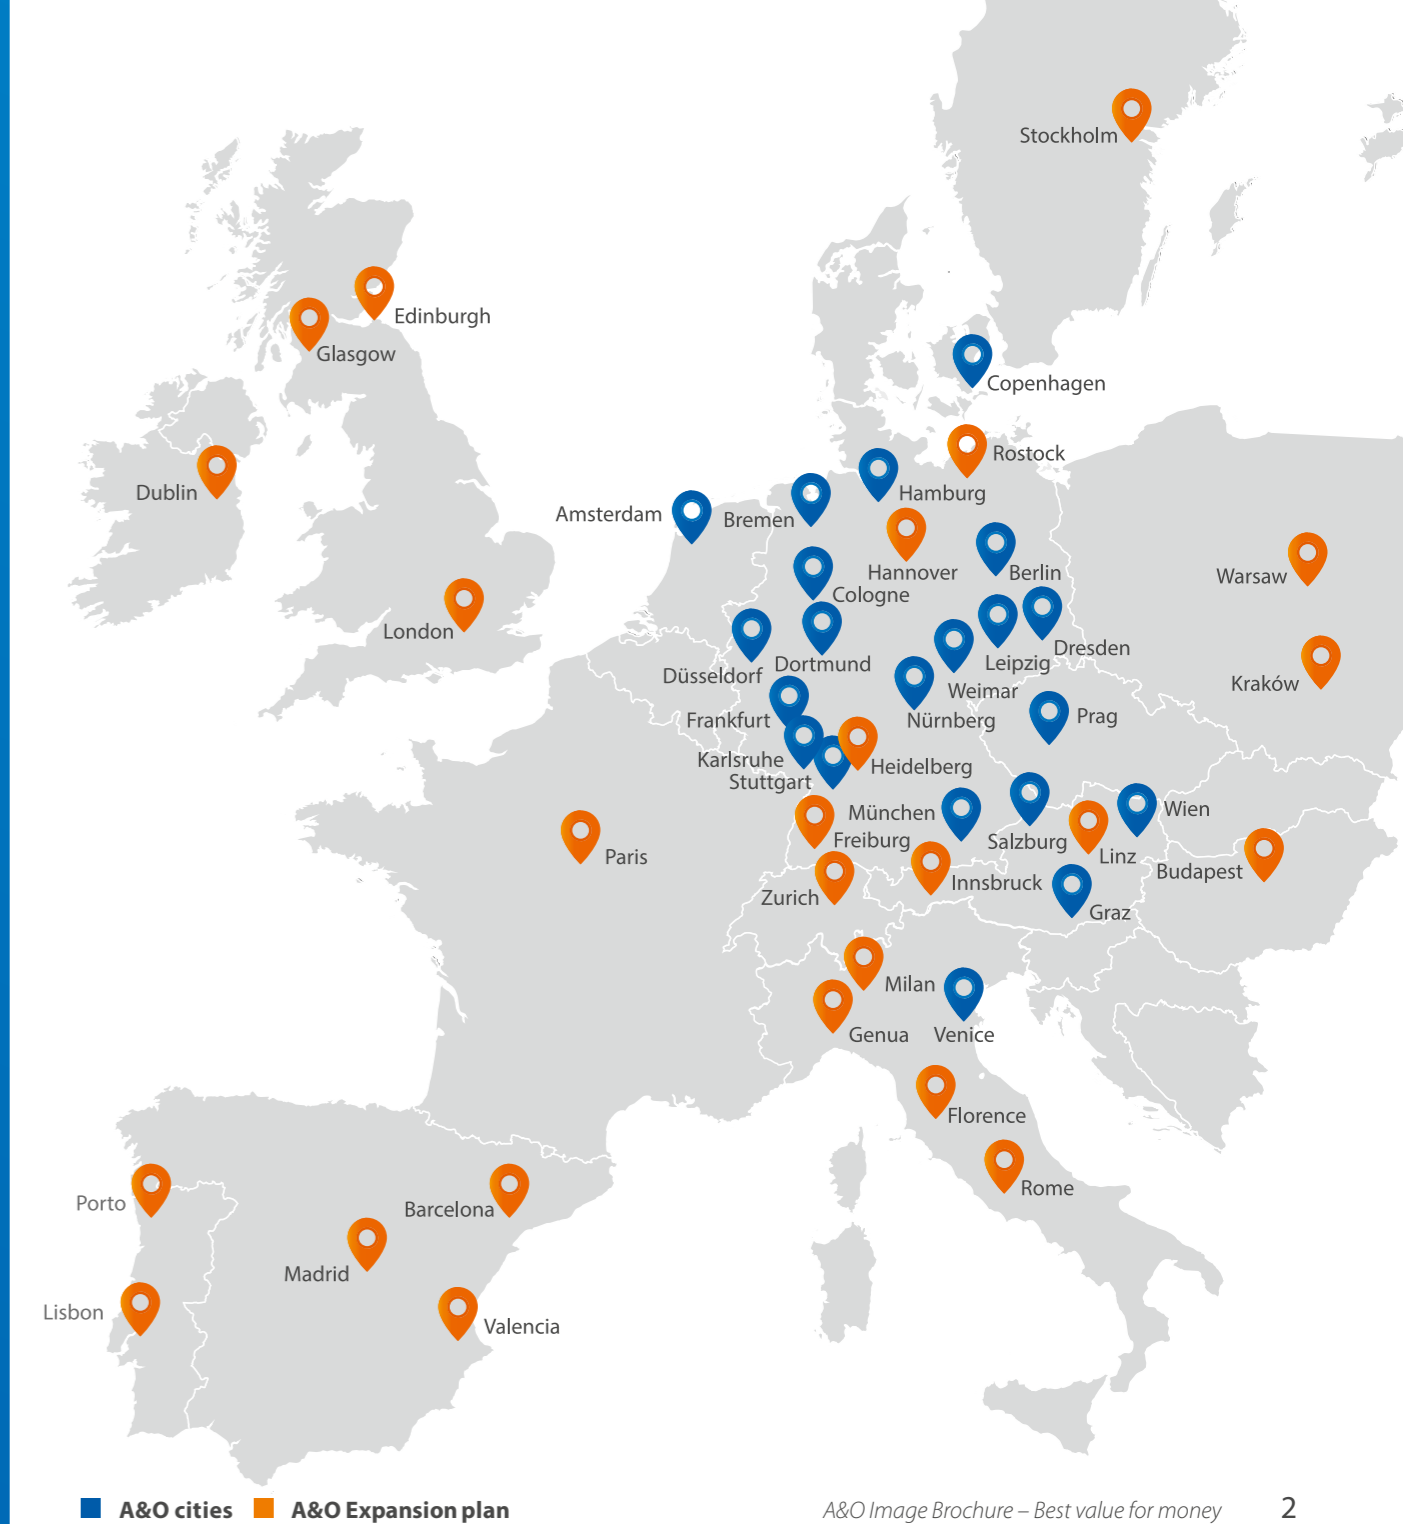 Stockholm
Edinburgh
Glasgow
Copenhagen
Rostock
Dublin
Hamburg
Amsterdam
Bremen
Hannover
Berlin
Warsaw
Cologne
London
Dresden
Leipzig
Dortmund
Düsseldorf
Kraków
Weimar
Frankfurt
Nürnberg
Prag
Karlsruhe
Heidelberg
Stuttgart
München
Wien
Freiburg
Salzburg
Linz
Paris
Budapest
Innsbruck
Zurich
Graz
Milan
Genua
Venice
Florence
Rome
Porto
Barcelona
Madrid
Lisbon
Valencia
A&O cities
A&O Expansion plan
A&O Image Brochure – Best value for money
2